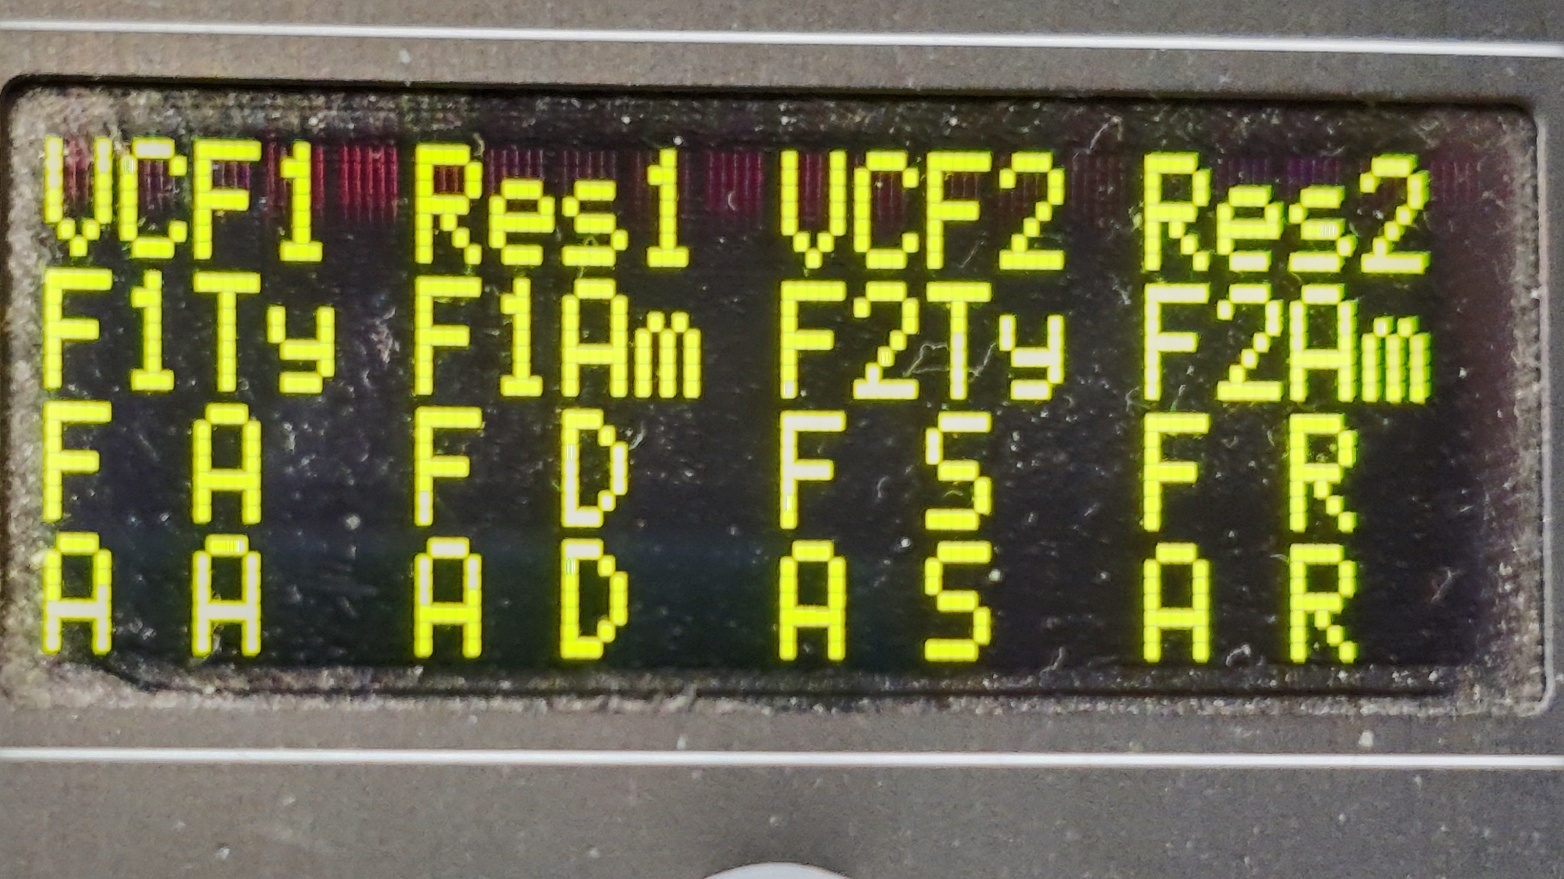 VCF1 Res1 VCF2 Res2
F1Ty F1Am F2Ty F2Am
F A F D F S F R
A A A D A S A R